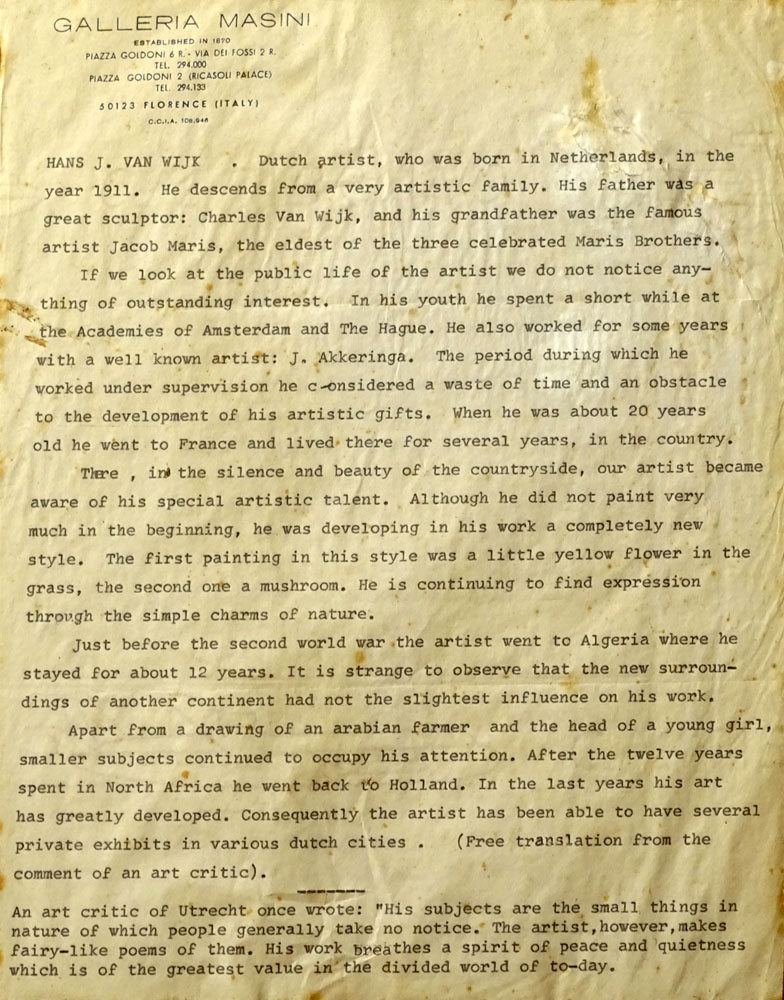 GALLERIA MASINI
ESTABLISHED IN 1870
PIAZZA GOLDONI 6 R. - VIA DEI FOSSI 2 R.
TEL. 294.000
PIAZZA GOLDONI 2 (RICASOLI PALACE)
TEL. 294.133
50123 FLORENCE (ITALY)
C.C.I.A. 108.948
HANS J. VAN WIJK . Dutch artist, who was born in Netherlands, in the
year 1911. He descends from a very artistic family. His father was a
great sculptor: Charles Van Wijk, and his grandfather was the famous
artist Jacob Maris, the eldest of the three celebrated Maris Brothers.
If we look at the public life of the artist we do not notice any-
thing of outstanding interest. In his youth he spent a short while at
the Academies of Amsterdam and The Hague. He also worked for some years
with a well known artist: J. Akkeringa. The period during which he
worked under supervision he considered a waste of time and an obstacle
to the development of his artistic gifts. When he was about 20 years
old he went to France and lived there for several years, in the country.
There , in the silence and beauty of the countryside, our artist became
aware of his special artistic talent. Although he did not paint very
much in the beginning, he was developing in his work a completely new
style. The first painting in this style was a little yellow flower in the
grass, the second one a mushroom. He is continuing to find expression
through the simple charms of nature.
Just before the second world war the artist went to Algeria where he
stayed for about 12 years. It is strange to observe that the new surroun-
dings of another continent had not the slightest influence on his work.
Apart from a drawing of an arabian farmer and the head of a young girl,
smaller subjects continued to occupy his attention. After the twelve years
spent in North Africa he went back to Holland. In the last years his art
has greatly developed. Consequently the artist has been able to have several
private exhibits in various dutch cities . (Free translation from the
comment of an art critic).
An art critic of Utrecht once wrote: "His subjects are the small things in
nature of which people generally take no notice. The artist,however,makes
fairy-like poems of them. His work breathes a spirit of peace and quietness
which is of the greatest value in the divided world of to-day.